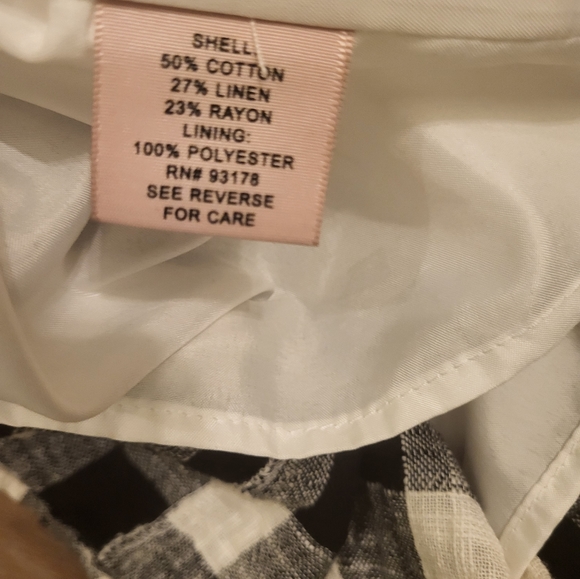 SHELL:
50% COTTON
27% LINEN
23% RAYON
LINING:
100% POLYESTER
RN# 93178
SEE REVERSE
FOR CARE